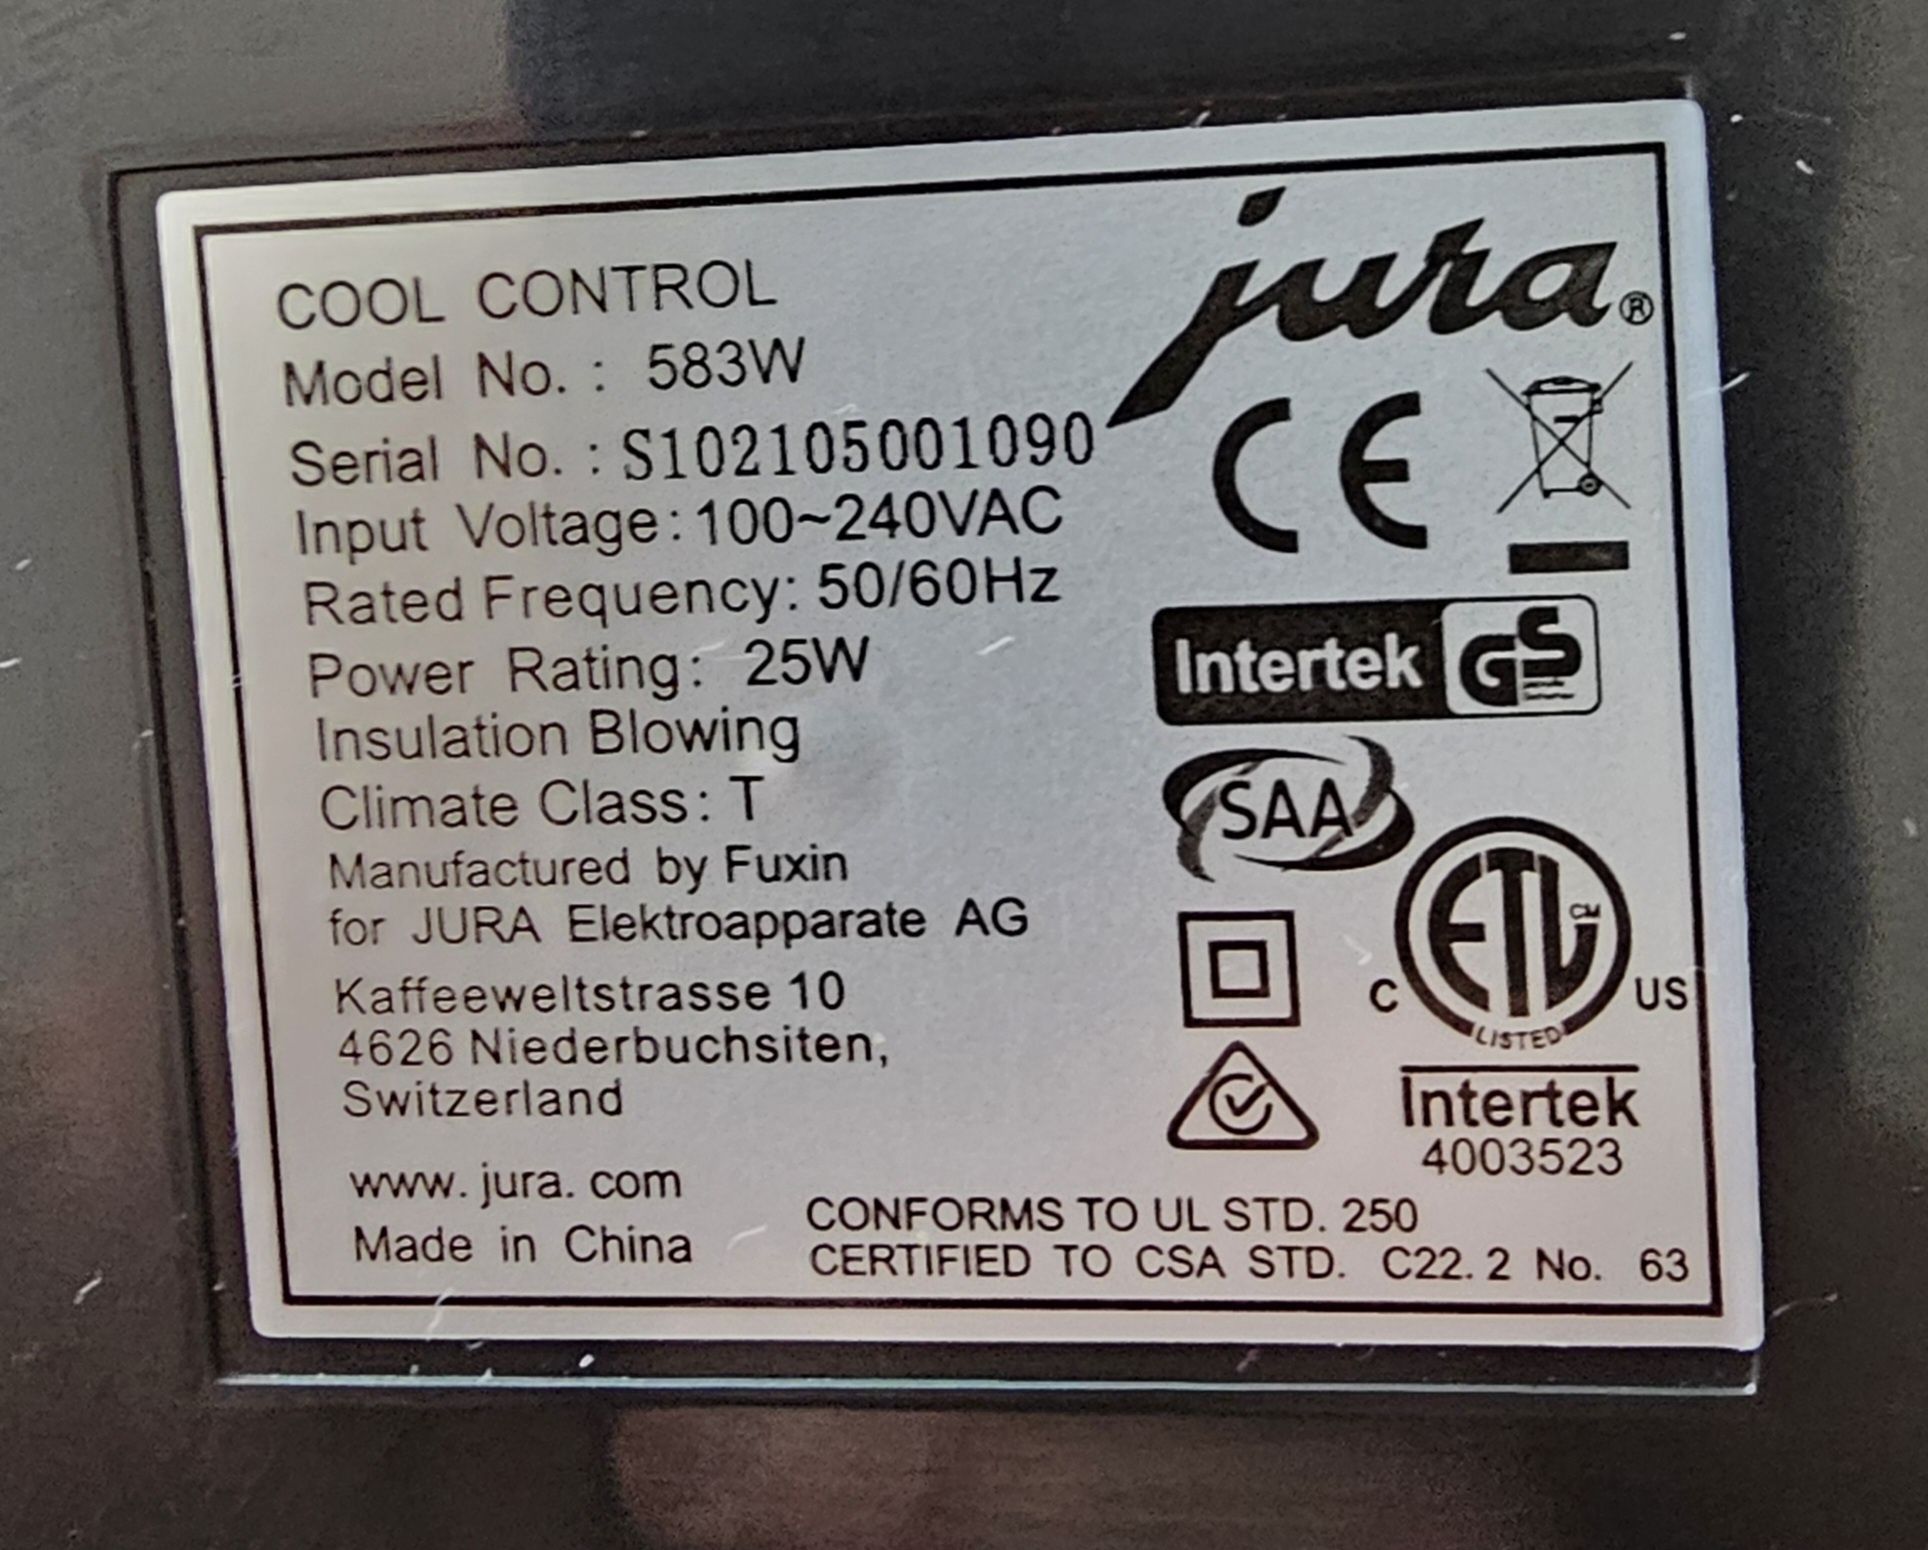 jura®
COOL CONTROL
Model No. : 583W
Serial No. : S102105001090
Input Voltage: 100~240VAC
Rated Frequency: 50/60Hz
Power Rating: 25W
Insulation Blowing
Climate Class: T
Manufactured by Fuxin
for JURA Elektroapparate AG
Kaffeeweltstrasse 10
4626 Niederbuchsiten,
Switzerland
www.jura.com
Made in China
CE
Intertek GS
SAA
ETL CM
C US
LISTED
Intertek
4003523
CONFORMS TO UL STD. 250
CERTIFIED TO CSA STD. C22.2 No. 63